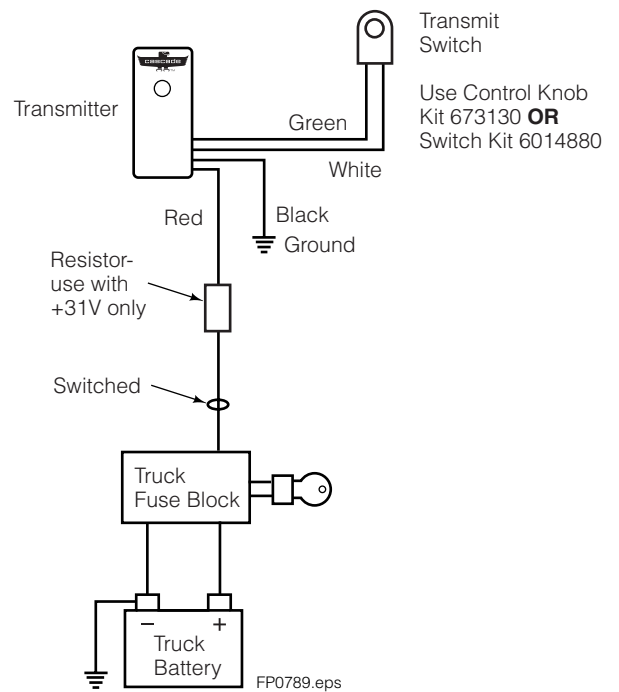 Transmit
Switch
cascade
Use Control Knob
Kit 673130 OR
Switch Kit 6014880
Transmitter
Green
White
Red
Black
Ground
Resistor-
use with
+31V only
Switched
Truck
Fuse Block
− +
Truck
Battery
FP0789.eps